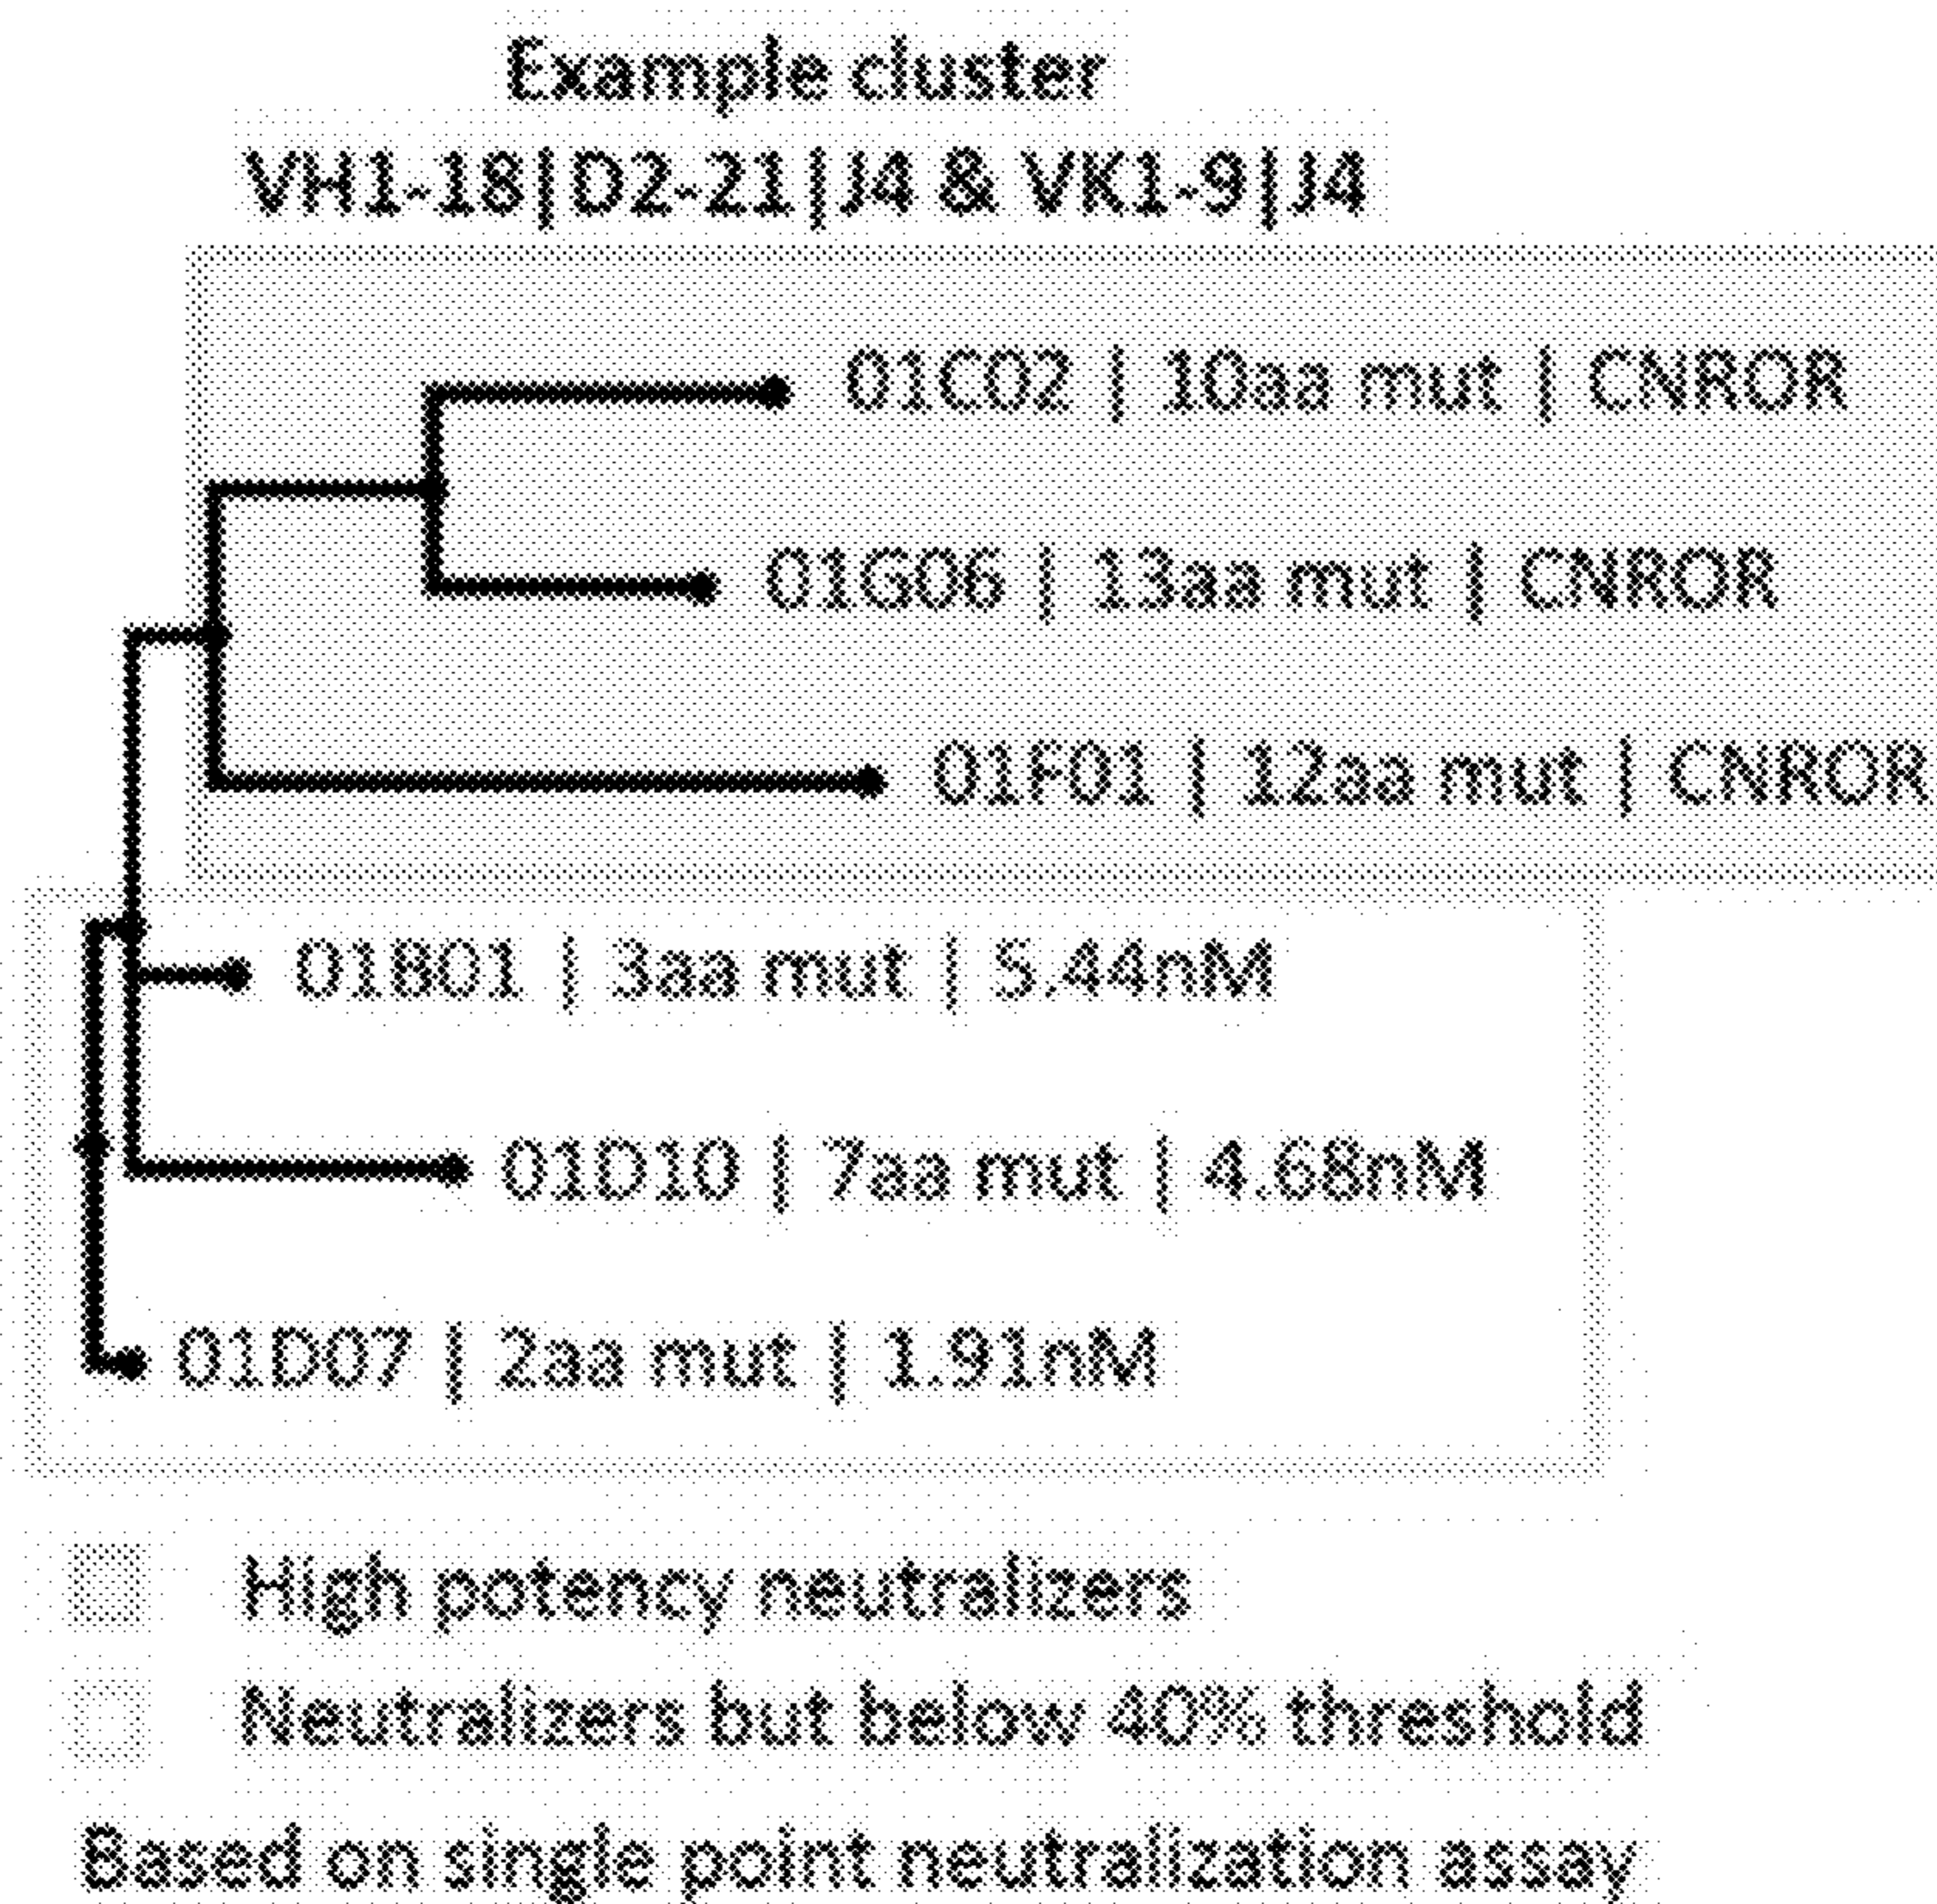 Example cluster
VH1-18|D2-21|J4 & VK1-9|J4
01C02 | 10aa mut | CNROR
01G06 | 13aa mut | CNROR
01F01 | 12aa mut | CNROR
01B01 | 3aa mut | 5.44nM
01D10 | 7aa mut | 4.68nM
01D07 | 2aa mut | 1.91nM
High potency neutralizers
Neutralizers but below 40% threshold
Based on single point neutralization assay